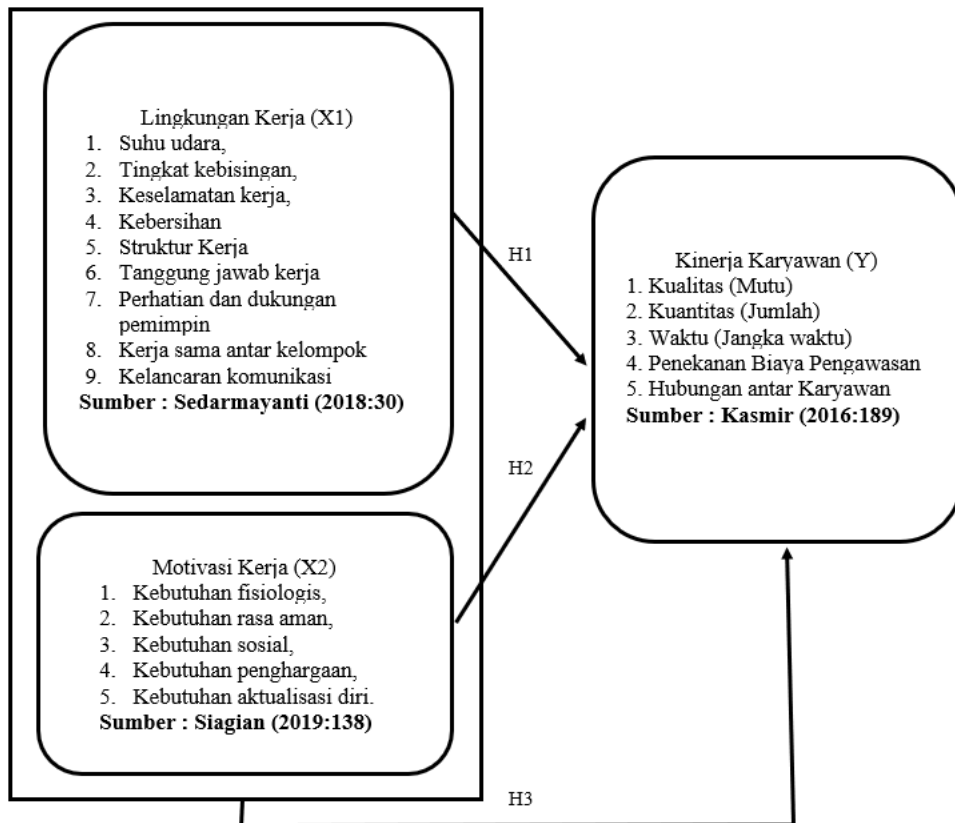 Lingkungan Kerja (X1)
1. Suhu udara,
2. Tingkat kebisingan,
3. Keselamatan kerja,
4. Kebersihan
5. Struktur Kerja
6. Tanggung jawab kerja
7. Perhatian dan dukungan
pemimpin
8. Kerja sama antar kelompok
9. Kelancaran komunikasi
Sumber : Sedarmayanti (2018:30)
H1
Kinerja Karyawan (Y)
1. Kualitas (Mutu)
2. Kuantitas (Jumlah)
3. Waktu (Jangka waktu)
4. Penekanan Biaya Pengawasan
5. Hubungan antar Karyawan
Sumber : Kasmir (2016:189)
H2
Motivasi Kerja (X2)
1. Kebutuhan fisiologis,
2. Kebutuhan rasa aman,
3. Kebutuhan sosial,
4. Kebutuhan penghargaan,
5. Kebutuhan aktualisasi diri.
Sumber : Siagian (2019:138)
H3